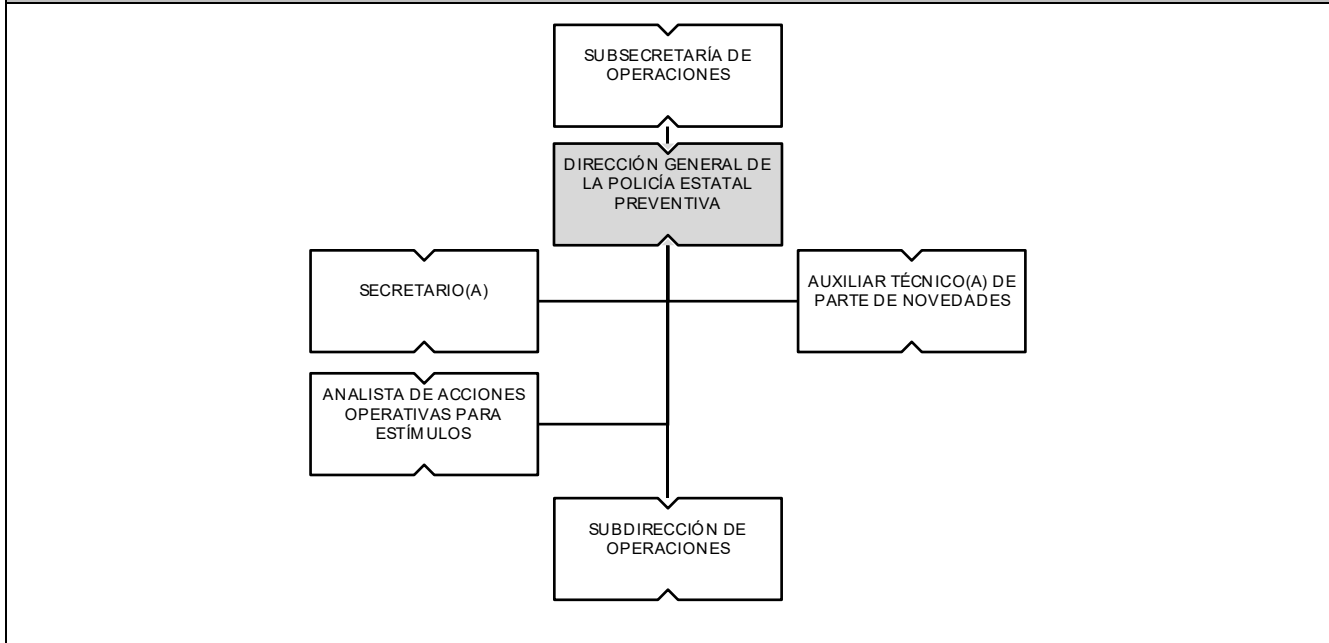 SUBSECRETARÍA DE
OPERACIONES
DIRECCIÓN GENERAL DE
LA POLICÍA ESTATAL
PREVENTIVA
SECRETARIO(A)
AUXILIAR TÉCNICO(A) DE
PARTE DE NOVEDADES
ANALISTA DE ACCIONES
OPERATIVAS PARA
ESTÍMULOS
SUBDIRECCIÓN DE
OPERACIONES